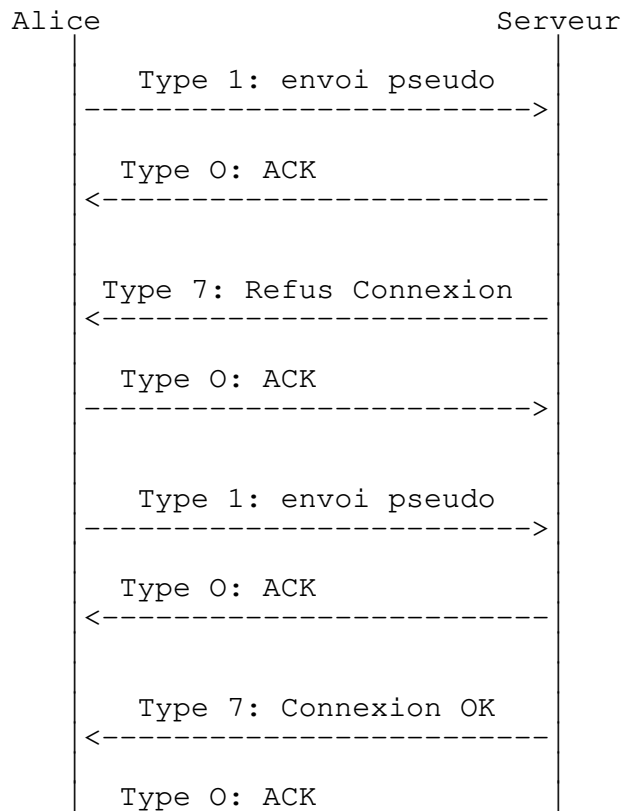 Alice Serveur
Type 1: envoi pseudo
Type O: ACK
Type 7: Refus Connexion
Type O: ACK
Type 1: envoi pseudo
Type O: ACK
Type 7: Connexion OK
Type O: ACK